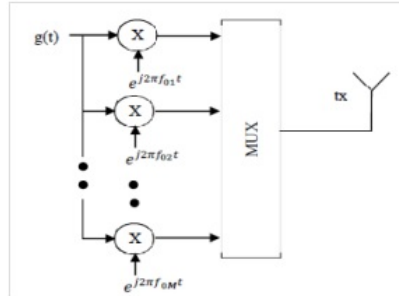 g(t)
X
e^{j2πf_{01}t}
X
tx
e^{j2πf_{02}t}
MUX
X
e^{j2πf_{0M}t}